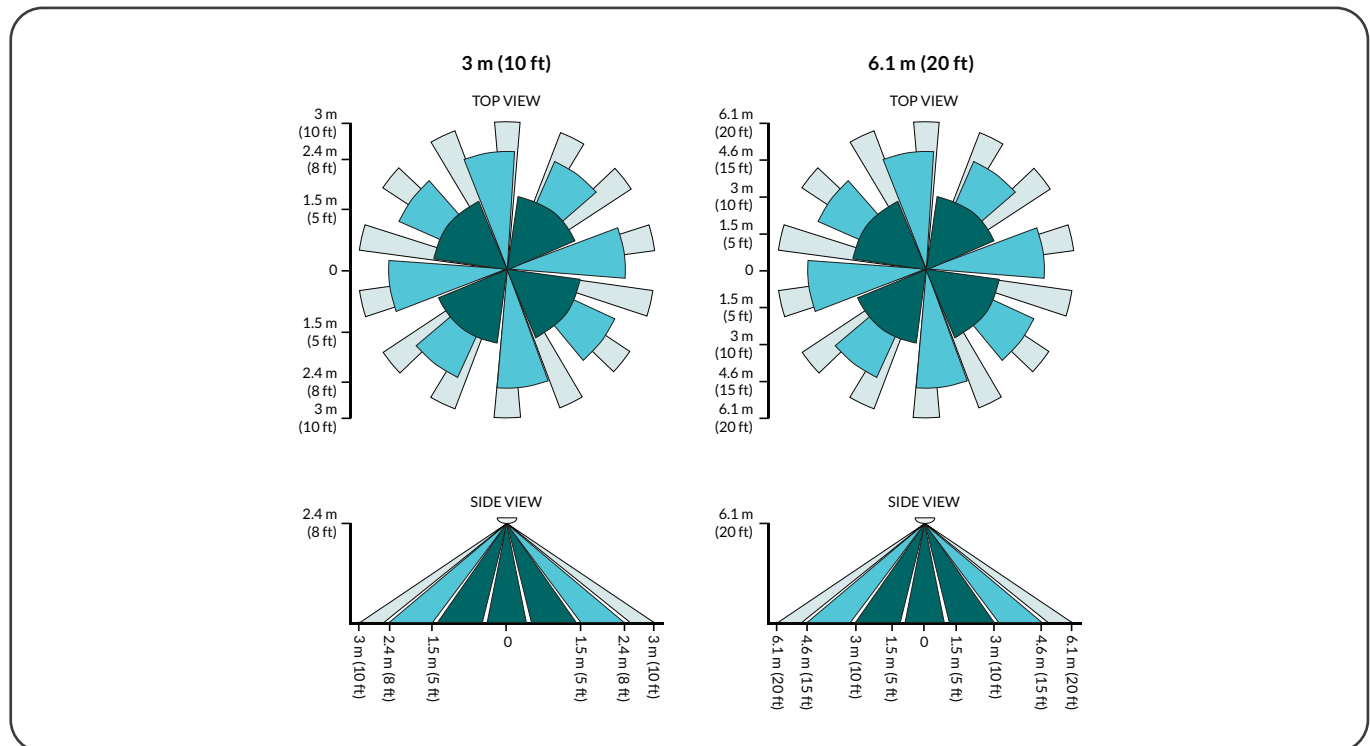 3 m (10 ft)
TOP VIEW
3 m
(10 ft)
2.4 m
(8 ft)
1.5 m
(5 ft)
0
1.5 m
(5 ft)
2.4 m
(8 ft)
3 m
(10 ft)
SIDE VIEW
2.4 m
(8 ft)
3 m (10 ft)
2.4 m (8 ft)
1.5 m (5 ft)
0
1.5 m (5 ft)
2.4 m (8 ft)
3 m (10 ft)
6.1 m (20 ft)
TOP VIEW
6.1 m
(20 ft)
4.6 m
(15 ft)
3 m
(10 ft)
1.5 m
(5 ft)
0
1.5 m
(5 ft)
3 m
(10 ft)
4.6 m
(15 ft)
6.1 m
(20 ft)
SIDE VIEW
6.1 m
(20 ft)
6.1 m (20 ft)
4.6 m (15 ft)
3 m (10 ft)
1.5 m (5 ft)
0
1.5 m (5 ft)
3 m (10 ft)
4.6 m (15 ft)
6.1 m (20 ft)